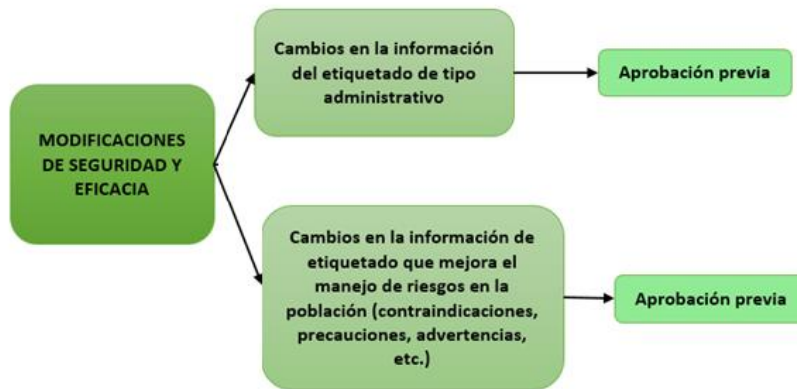 Cambios en la información
del etiquetado de tipo
administrativo
Aprobación previa
MODIFICACIONES
DE SEGURIDAD Y
EFICACIA
Cambios en la información de
etiquetado que mejora el
manejo de riesgos en la
población (contraindicaciones,
precauciones, advertencias,
etc.)
Aprobación previa